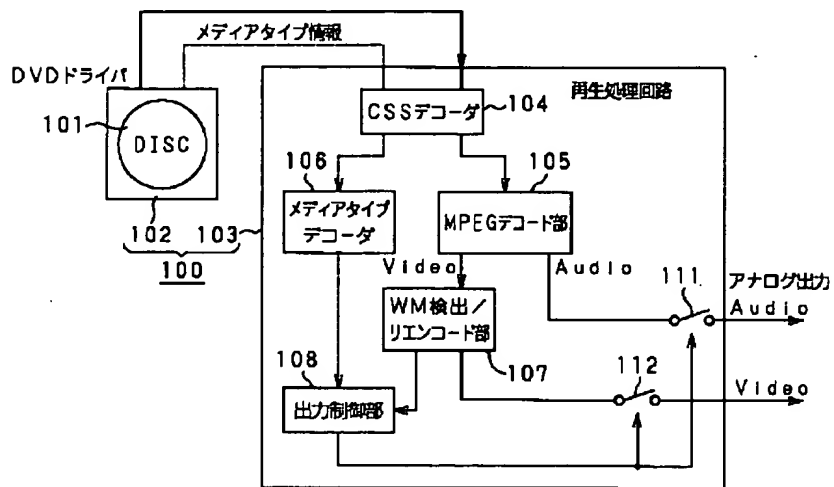 メディアタイプ情報
DVDドライバ
再生処理回路
101
DISC
CSSデコーダ
104
106
105
メディアタイプ
デコーダ
MPEGデコード部
102
103
100
Video
Audio
111
アナログ出力
Audio
WM検出/
リエンコード部
108
107
112
Video
出力制御部